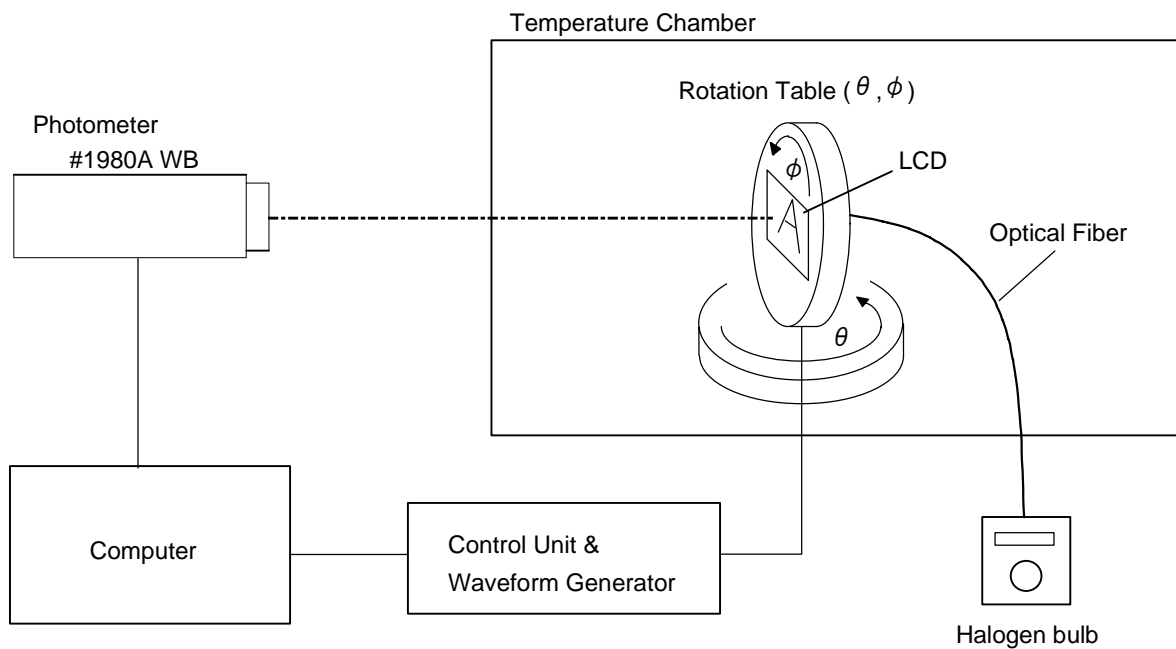 Temperature Chamber
Rotation Table ( θ , φ )
Photometer
#1980A WB
φ
LCD
A
Optical Fiber
θ
Computer
Control Unit &
Waveform Generator
Halogen bulb